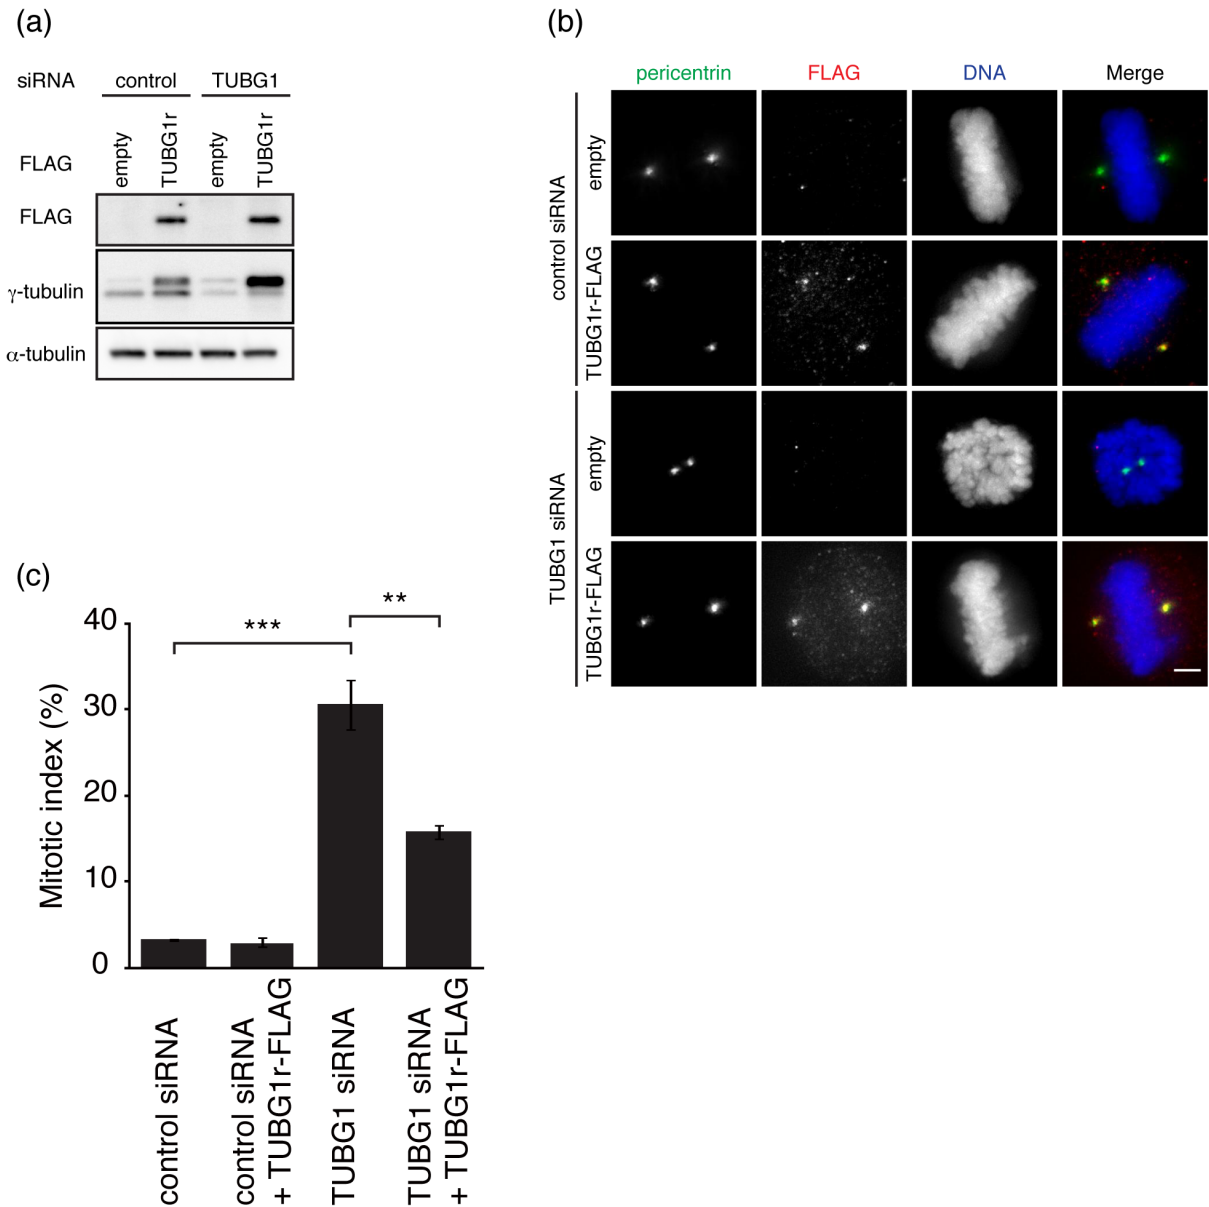 (a)
siRNA control TUBG1
FLAG empty TUBG1r empty TUBG1r
FLAG
γ-tubulin
α-tubulin
(b)
pericentrin FLAG DNA Merge
control siRNA
empty
TUBG1r-FLAG
TUBG1 siRNA
empty
TUBG1r-FLAG
(c)
Mitotic index (%)
40
30
20
10
0
***
**
control siRNA
control siRNA
+ TUBG1r-FLAG
TUBG1 siRNA
TUBG1 siRNA
+ TUBG1r-FLAG